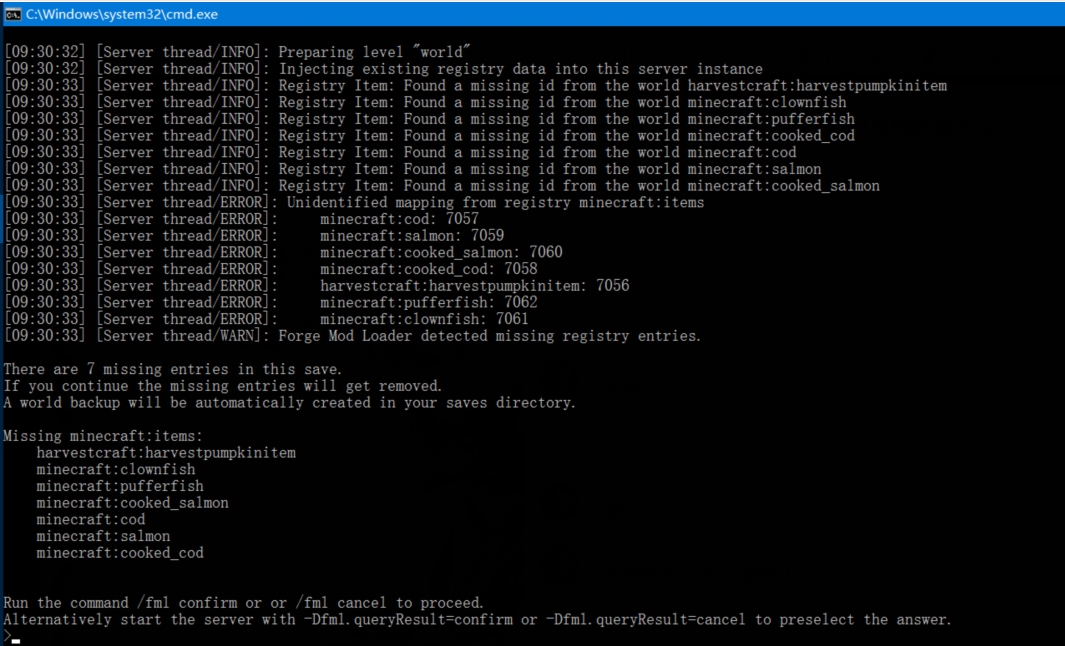 C:\Windows\system32\cmd.exe
[09:30:32] [Server thread/INFO]: Preparing level "world"
[09:30:32] [Server thread/INFO]: Injecting existing registry data into this server instance
[09:30:33] [Server thread/INFO]: Registry Item: Found a missing id from the world harvestcraft:harvestpumpkinitem
[09:30:33] [Server thread/INFO]: Registry Item: Found a missing id from the world minecraft:clownfish
[09:30:33] [Server thread/INFO]: Registry Item: Found a missing id from the world minecraft:pufferfish
[09:30:33] [Server thread/INFO]: Registry Item: Found a missing id from the world minecraft:cooked_cod
[09:30:33] [Server thread/INFO]: Registry Item: Found a missing id from the world minecraft:cod
[09:30:33] [Server thread/INFO]: Registry Item: Found a missing id from the world minecraft:salmon
[09:30:33] [Server thread/INFO]: Registry Item: Found a missing id from the world minecraft:cooked_salmon
[09:30:33] [Server thread/ERROR]: Unidentified mapping from registry minecraft:items
[09:30:33] [Server thread/ERROR]:     minecraft:cod: 7057
[09:30:33] [Server thread/ERROR]:     minecraft:salmon: 7059
[09:30:33] [Server thread/ERROR]:     minecraft:cooked_salmon: 7060
[09:30:33] [Server thread/ERROR]:     minecraft:cooked_cod: 7058
[09:30:33] [Server thread/ERROR]:     harvestcraft:harvestpumpkinitem: 7056
[09:30:33] [Server thread/ERROR]:     minecraft:pufferfish: 7062
[09:30:33] [Server thread/ERROR]:     minecraft:clownfish: 7061
[09:30:33] [Server thread/WARN]: Forge Mod Loader detected missing registry entries.
There are 7 missing entries in this save.
If you continue the missing entries will get removed.
A world backup will be automatically created in your saves directory.
Missing minecraft:items:
    harvestcraft:harvestpumpkinitem
    minecraft:clownfish
    minecraft:pufferfish
    minecraft:cooked_salmon
    minecraft:cod
    minecraft:salmon
    minecraft:cooked_cod
Run the command /fml confirm or or /fml cancel to proceed.
Alternatively start the server with -Dfml.queryResult=confirm or -Dfml.queryResult=cancel to preselect the answer.
>